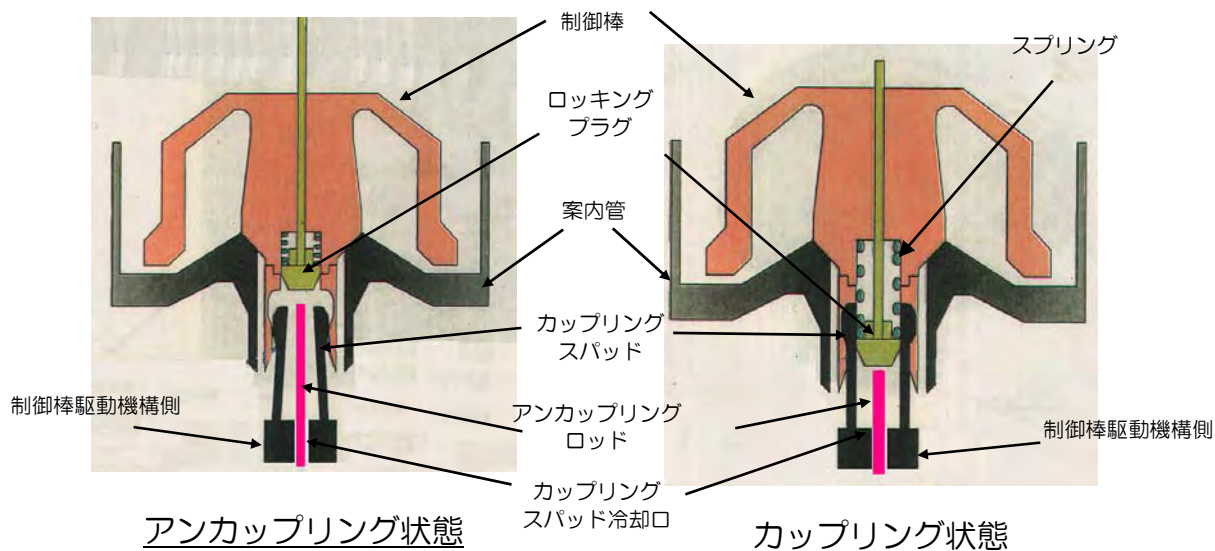 制御棒
スプリング
ロッキング
プラグ
案内管
カップリング
スパッド
制御棒駆動機構側
アンカップリング
ロッド
制御棒駆動機構側
カップリング
スパッド冷却口
アンカップリング状態
カップリング状態